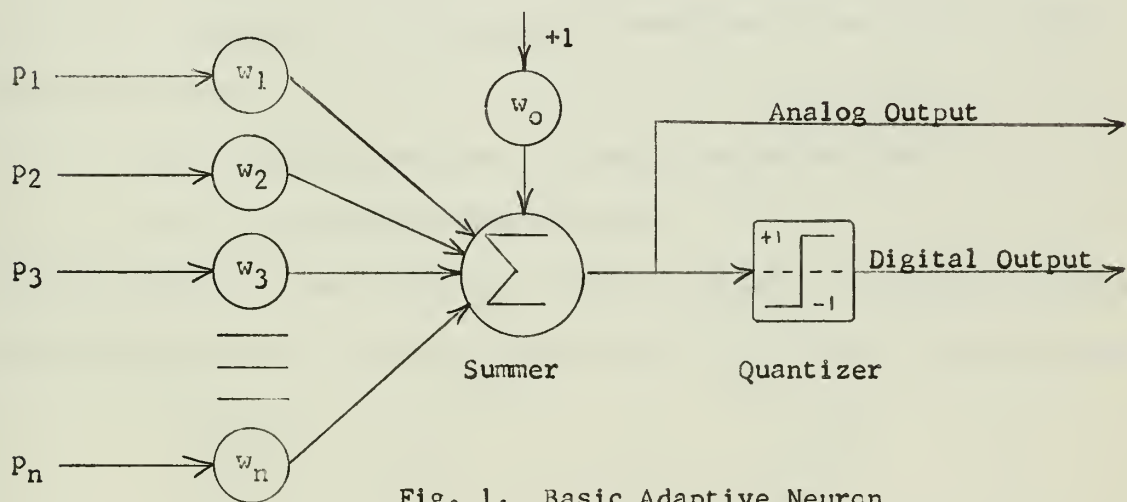 +1
p1
w1
wo
Analog Output
p2
w2
p3
w3
Σ
+1
-1
Digital Output
Summer
Quantizer
pn
wn
Fig. 1. Basic Adaptive Neuron